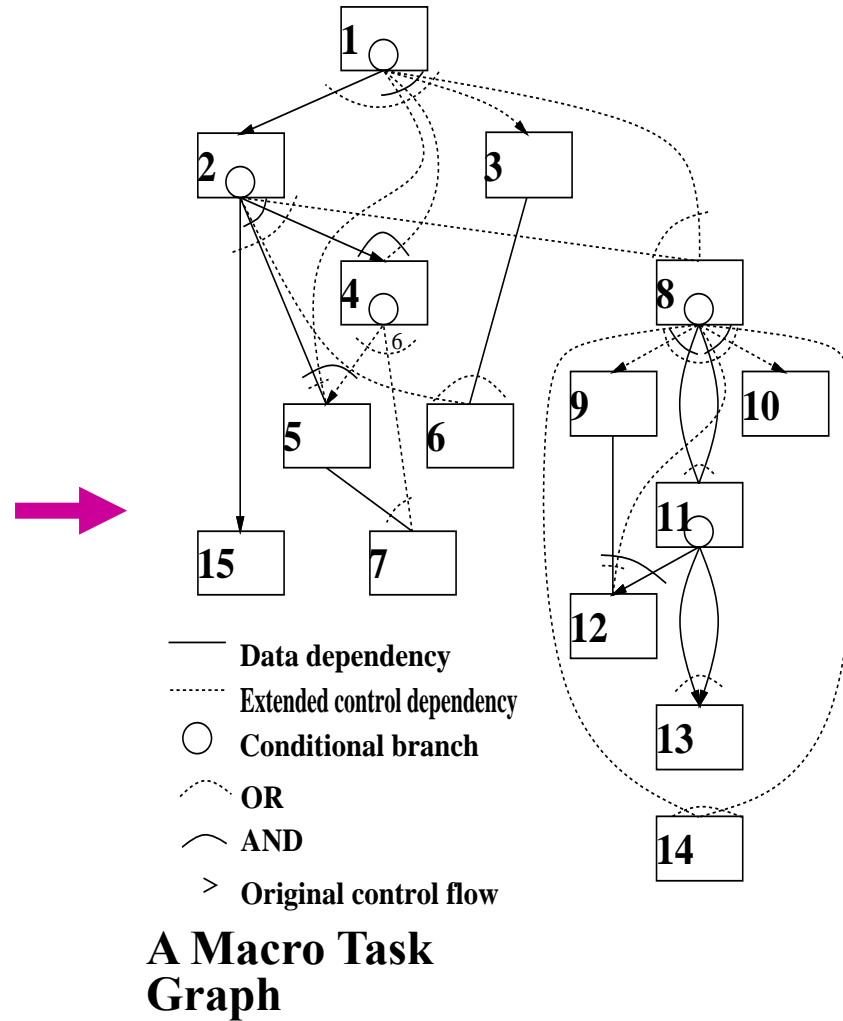 1
2
3
4
8
6
9
10
5
6
11
15
7
12
Data dependency
Extended control dependency
13
Conditional branch
OR
14
AND
Original control flow
A Macro Task
Graph